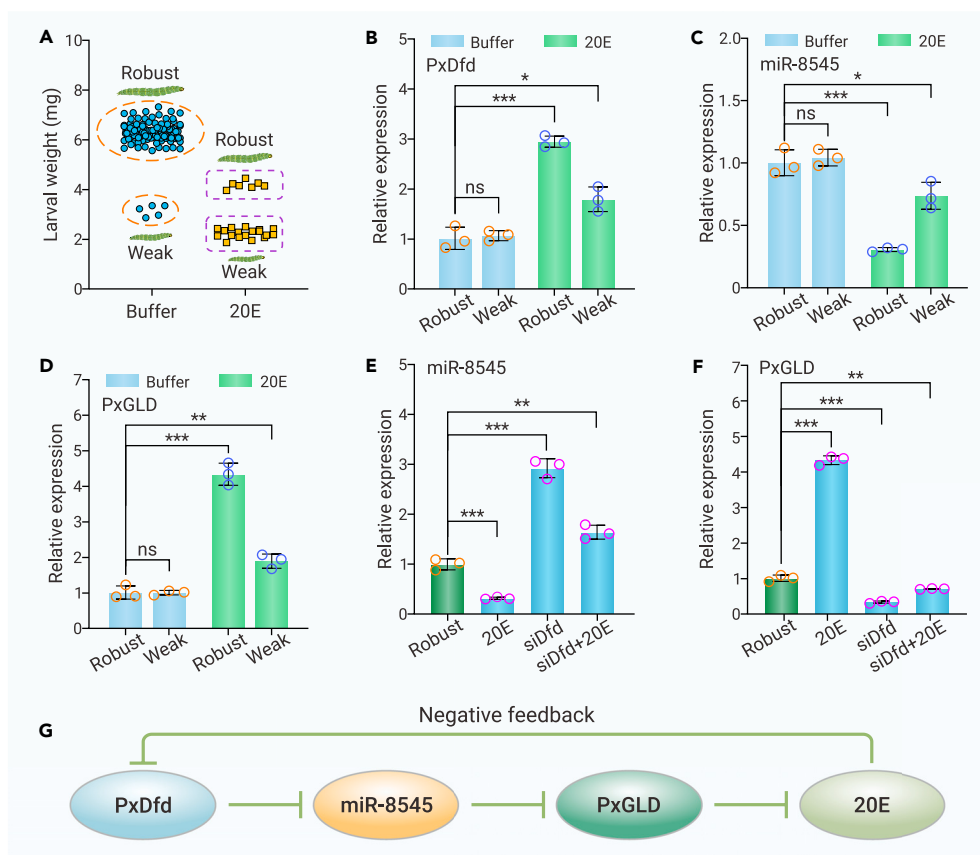 A
Larval weight (mg)
10
8
6
4
2
0
Robust
Weak
Robust
Weak
Buffer
20E
B
Buffer
20E
PxDfd
Relative expression
5
4
3
2
1
0
*
***
ns
Robust
Weak
Robust
Weak
C
Buffer
20E
miR-8545
Relative expression
2.0
1.5
1.0
0.5
0
*
***
ns
Robust
Weak
Robust
Weak
D
Buffer
20E
PxGLD
Relative expression
7
6
5
4
3
2
1
0
**
***
ns
Robust
Weak
Robust
Weak
E
miR-8545
Relative expression
5
4
3
2
1
0
**
***
***
Robust
20E
siDfd
siDfd+20E
F
PxGLD
Relative expression
7
6
5
4
3
2
1
0
**
***
***
Robust
20E
siDfd
siDfd+20E
G
Negative feedback
PxDfd
miR-8545
PxGLD
20E